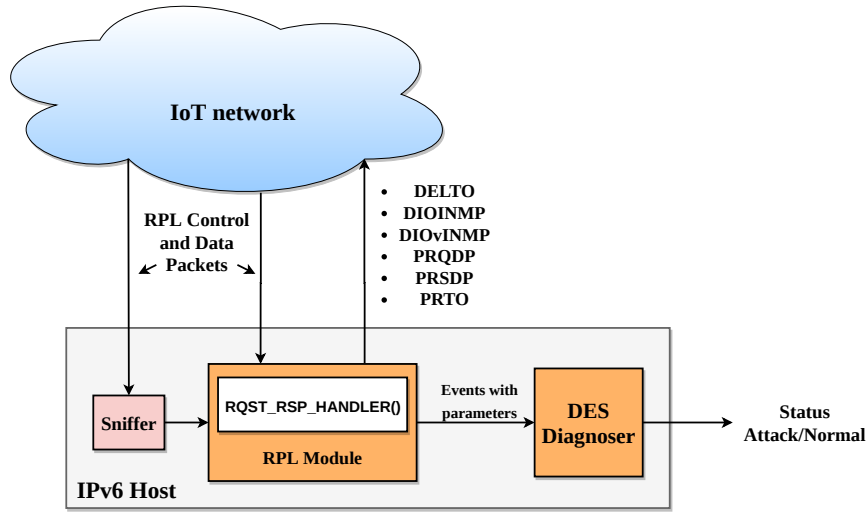 IoT network
RPL Control
and Data
Packets
• DELTO
• DIOINMP
• DIOvINMP
• PRQDP
• PRSDP
• PRTO
Sniffer
RQST_RSP_HANDLER()
RPL Module
Events with
parameters
DES
Diagnoser
Status
Attack/Normal
IPv6 Host